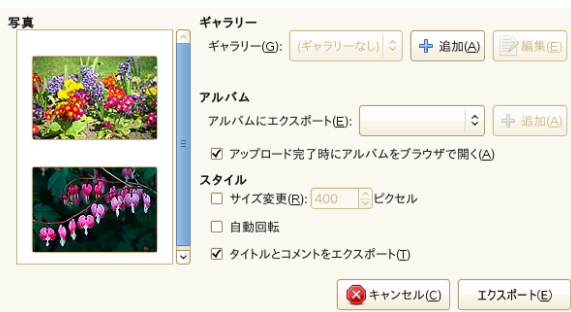 写真
ギャラリー
ギャラリー(G): (ギャラリーなし) 追加(A) 編集(E)
アルバム
アルバムにエクスポート(E): 追加(A)
アップロード完了時にアルバムをブラウザで開く(A)
スタイル
サイズ変更(R): 400 ピクセル
自動回転
タイトルとコメントをエクスポート(T)
キャンセル(C) エクスポート(E)